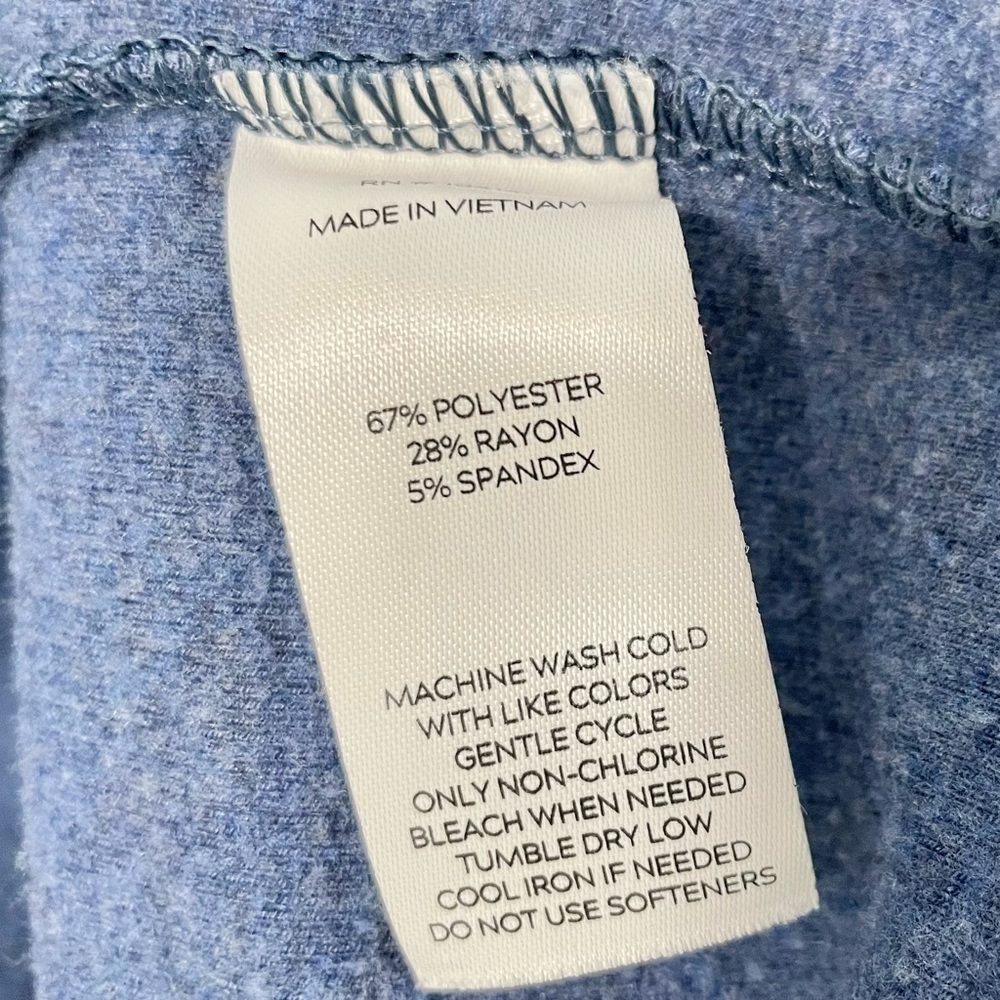 MADE IN VIETNAM
67% POLYESTER
28% RAYON
5% SPANDEX
MACHINE WASH COLD
WITH LIKE COLORS
GENTLE CYCLE
ONLY NON-CHLORINE
BLEACH WHEN NEEDED
TUMBLE DRY LOW
COOL IRON IF NEEDED
DO NOT USE SOFTENERS